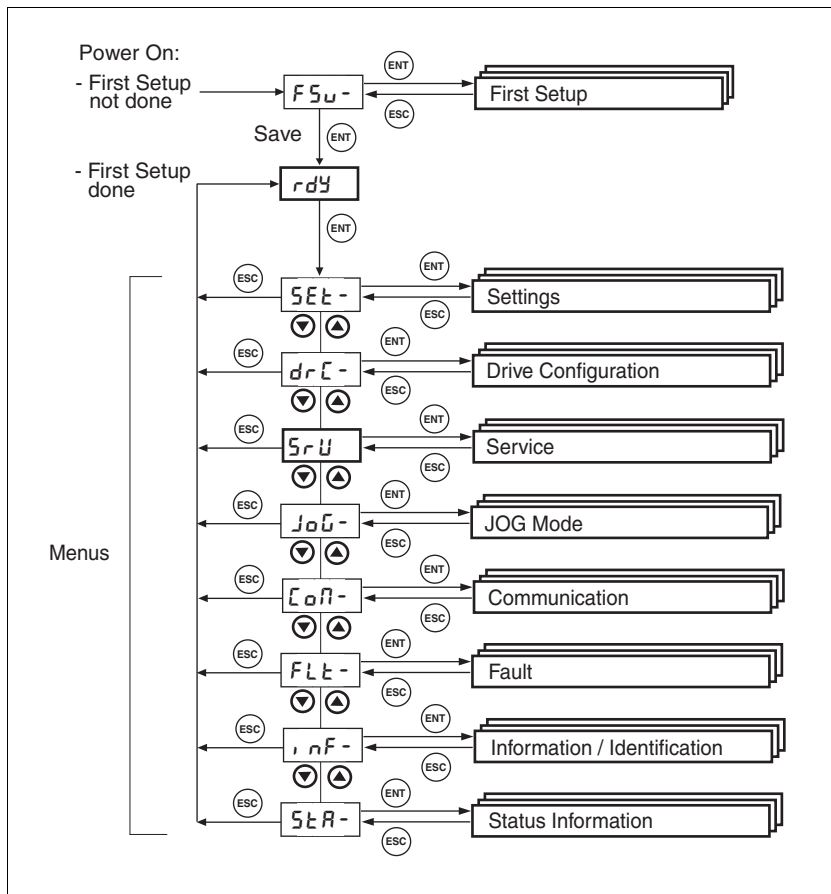 Power On:
- First Setup
not done
ENT
FSu-
First Setup
ESC
Save
ENT
- First Setup
done
rdy
ENT
ESC
ENT
SEt-
Settings
ESC
ESC
ENT
drC-
Drive Configuration
ESC
ESC
ENT
SrU
Service
ESC
ESC
ENT
JoG-
JOG Mode
ESC
Menus
ESC
ENT
CoM-
Communication
ESC
ESC
ENT
FLt-
Fault
ESC
ESC
ENT
inF-
Information / Identification
ESC
ESC
ENT
StA-
Status Information
ESC